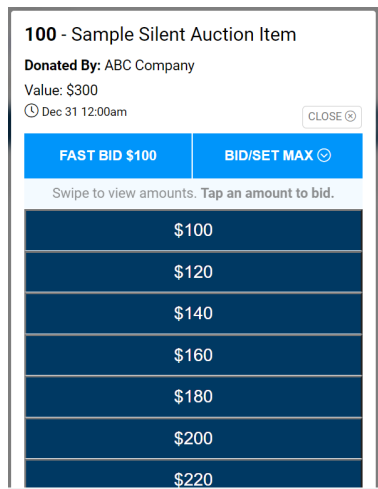 100 - Sample Silent Auction Item
Donated By: ABC Company
Value: $300
Dec 31 12:00am
CLOSE
FAST BID $100
BID/SET MAX
Swipe to view amounts. Tap an amount to bid.
$100
$120
$140
$160
$180
$200
$220